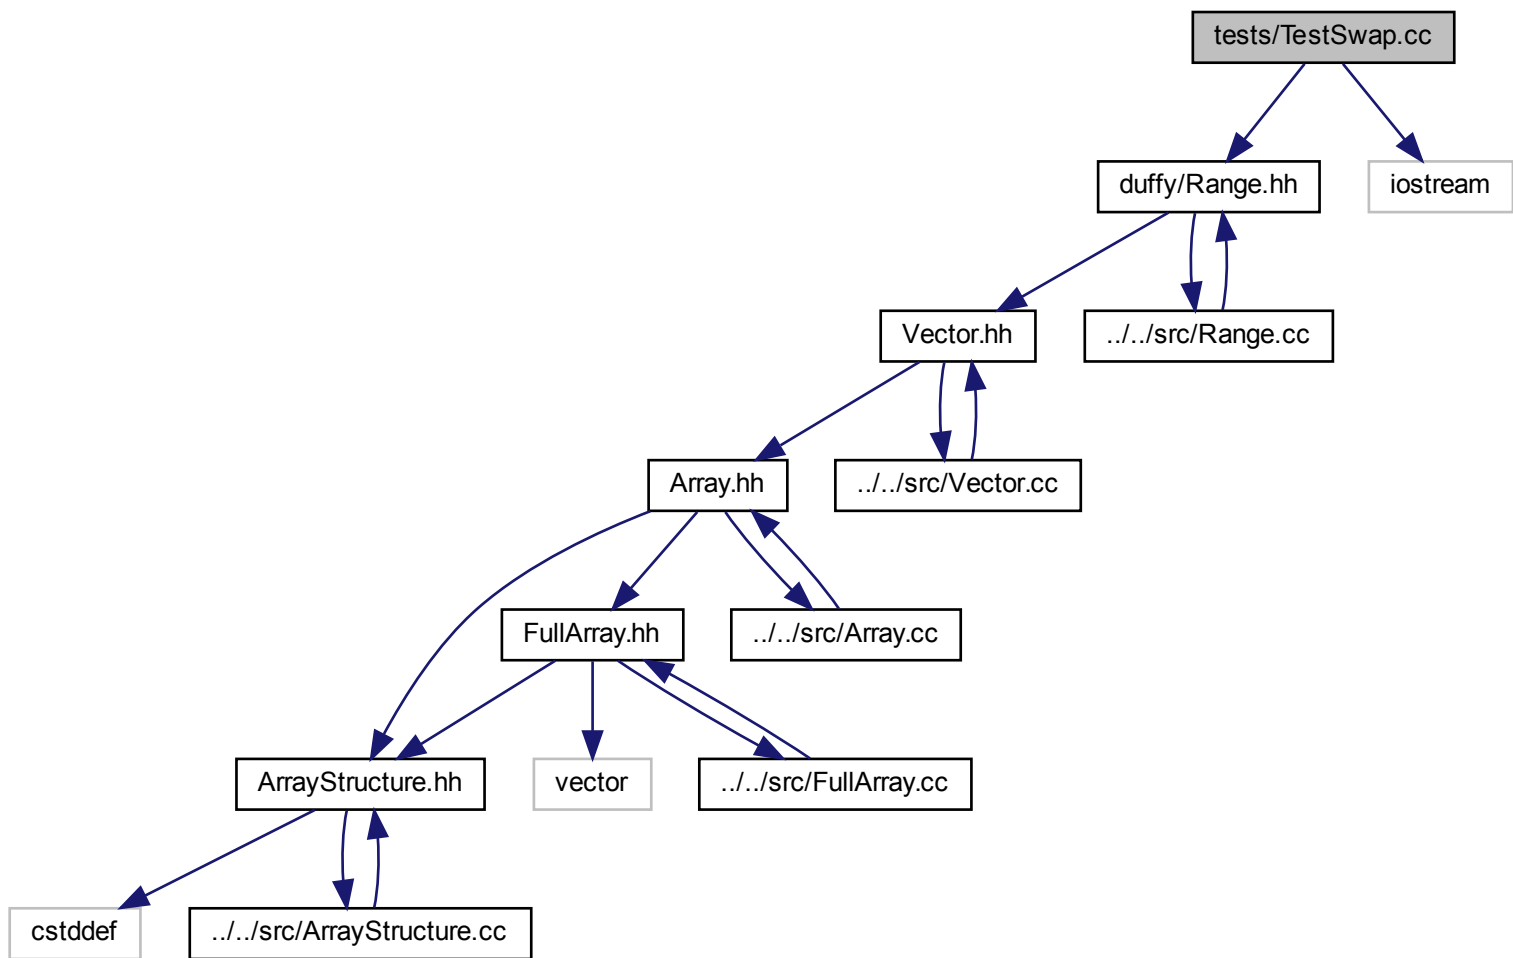 tests/TestSwap.cc
duffy/Range.hh
iostream
Vector.hh
../../src/Range.cc
Array.hh
../../src/Vector.cc
FullArray.hh
../../src/Array.cc
ArrayStructure.hh
vector
../../src/FullArray.cc
cstddef
../../src/ArrayStructure.cc